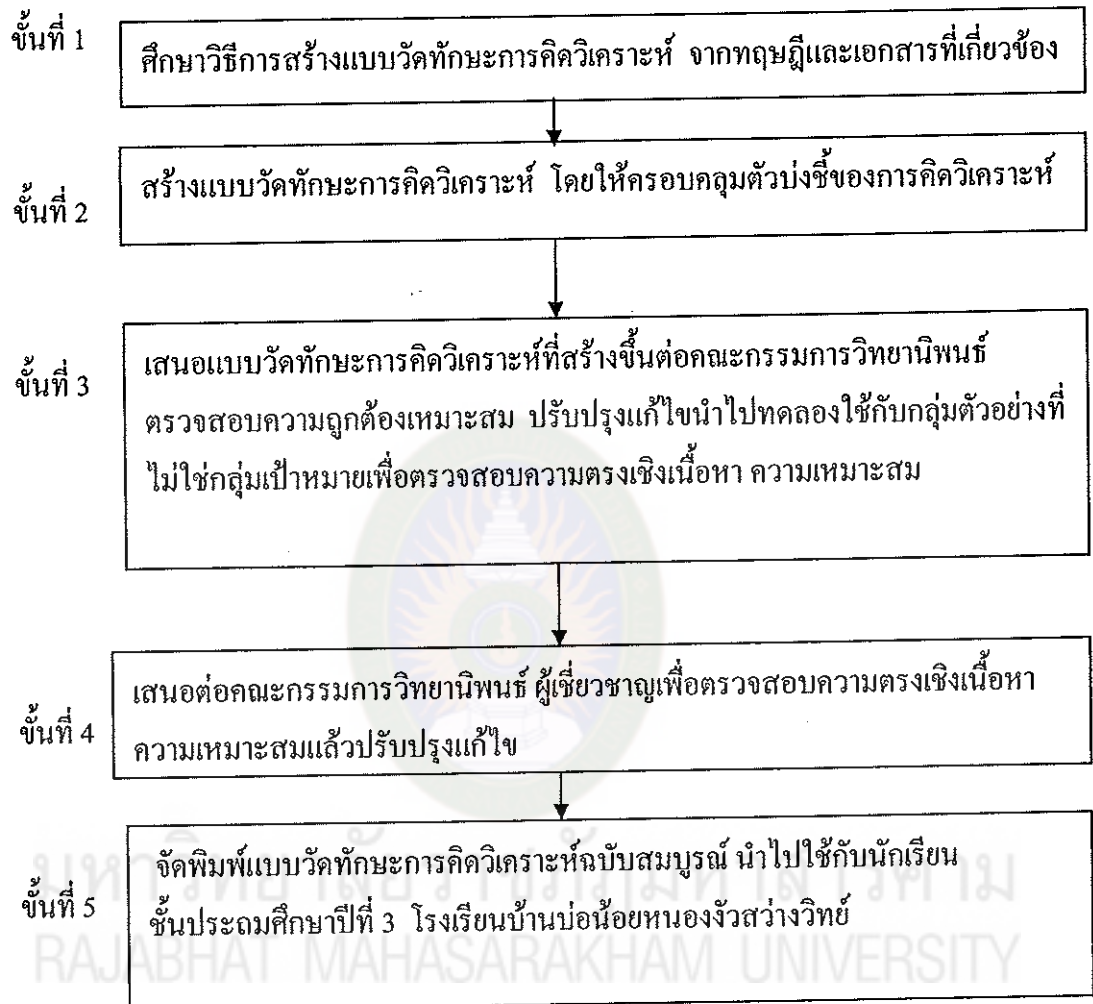 ขั้นที่ 1
ศึกษาวิธีการสร้างแบบวัดทักษะการคิดวิเคราะห์ จากทฤษฎีและเอกสารที่เกี่ยวข้อง
ขั้นที่ 2
สร้างแบบวัดทักษะการคิดวิเคราะห์ โดยให้ครอบคลุมตัวบ่งชี้ของการคิดวิเคราะห์
ขั้นที่ 3
เสนอแบบวัดทักษะการคิดวิเคราะห์ที่สร้างขึ้นต่อคณะกรรมการวิทยานิพนธ์
ตรวจสอบความถูกต้องเหมาะสม ปรับปรุงแก้ไขนำไปทดลองใช้กับกลุ่มตัวอย่างที่
ไม่ใช่กลุ่มเป้าหมายเพื่อตรวจสอบความตรงเชิงเนื้อหา ความเหมาะสม
ขั้นที่ 4
เสนอต่อคณะกรรมการวิทยานิพนธ์ ผู้เชี่ยวชาญเพื่อตรวจสอบความตรงเชิงเนื้อหา
ความเหมาะสมแล้วปรับปรุงแก้ไข
ขั้นที่ 5
จัดพิมพ์แบบวัดทักษะการคิดวิเคราะห์ฉบับสมบูรณ์ นำไปใช้กับนักเรียน
ชั้นประถมศึกษาปีที่ 3 โรงเรียนบ้านบ่อน้อยหนองงัวสว่างวิทย์
มหาวิทยาลัยราชภัฏมหาสารคาม
RAJABHAT MAHASARAKHAM UNIVERSITY